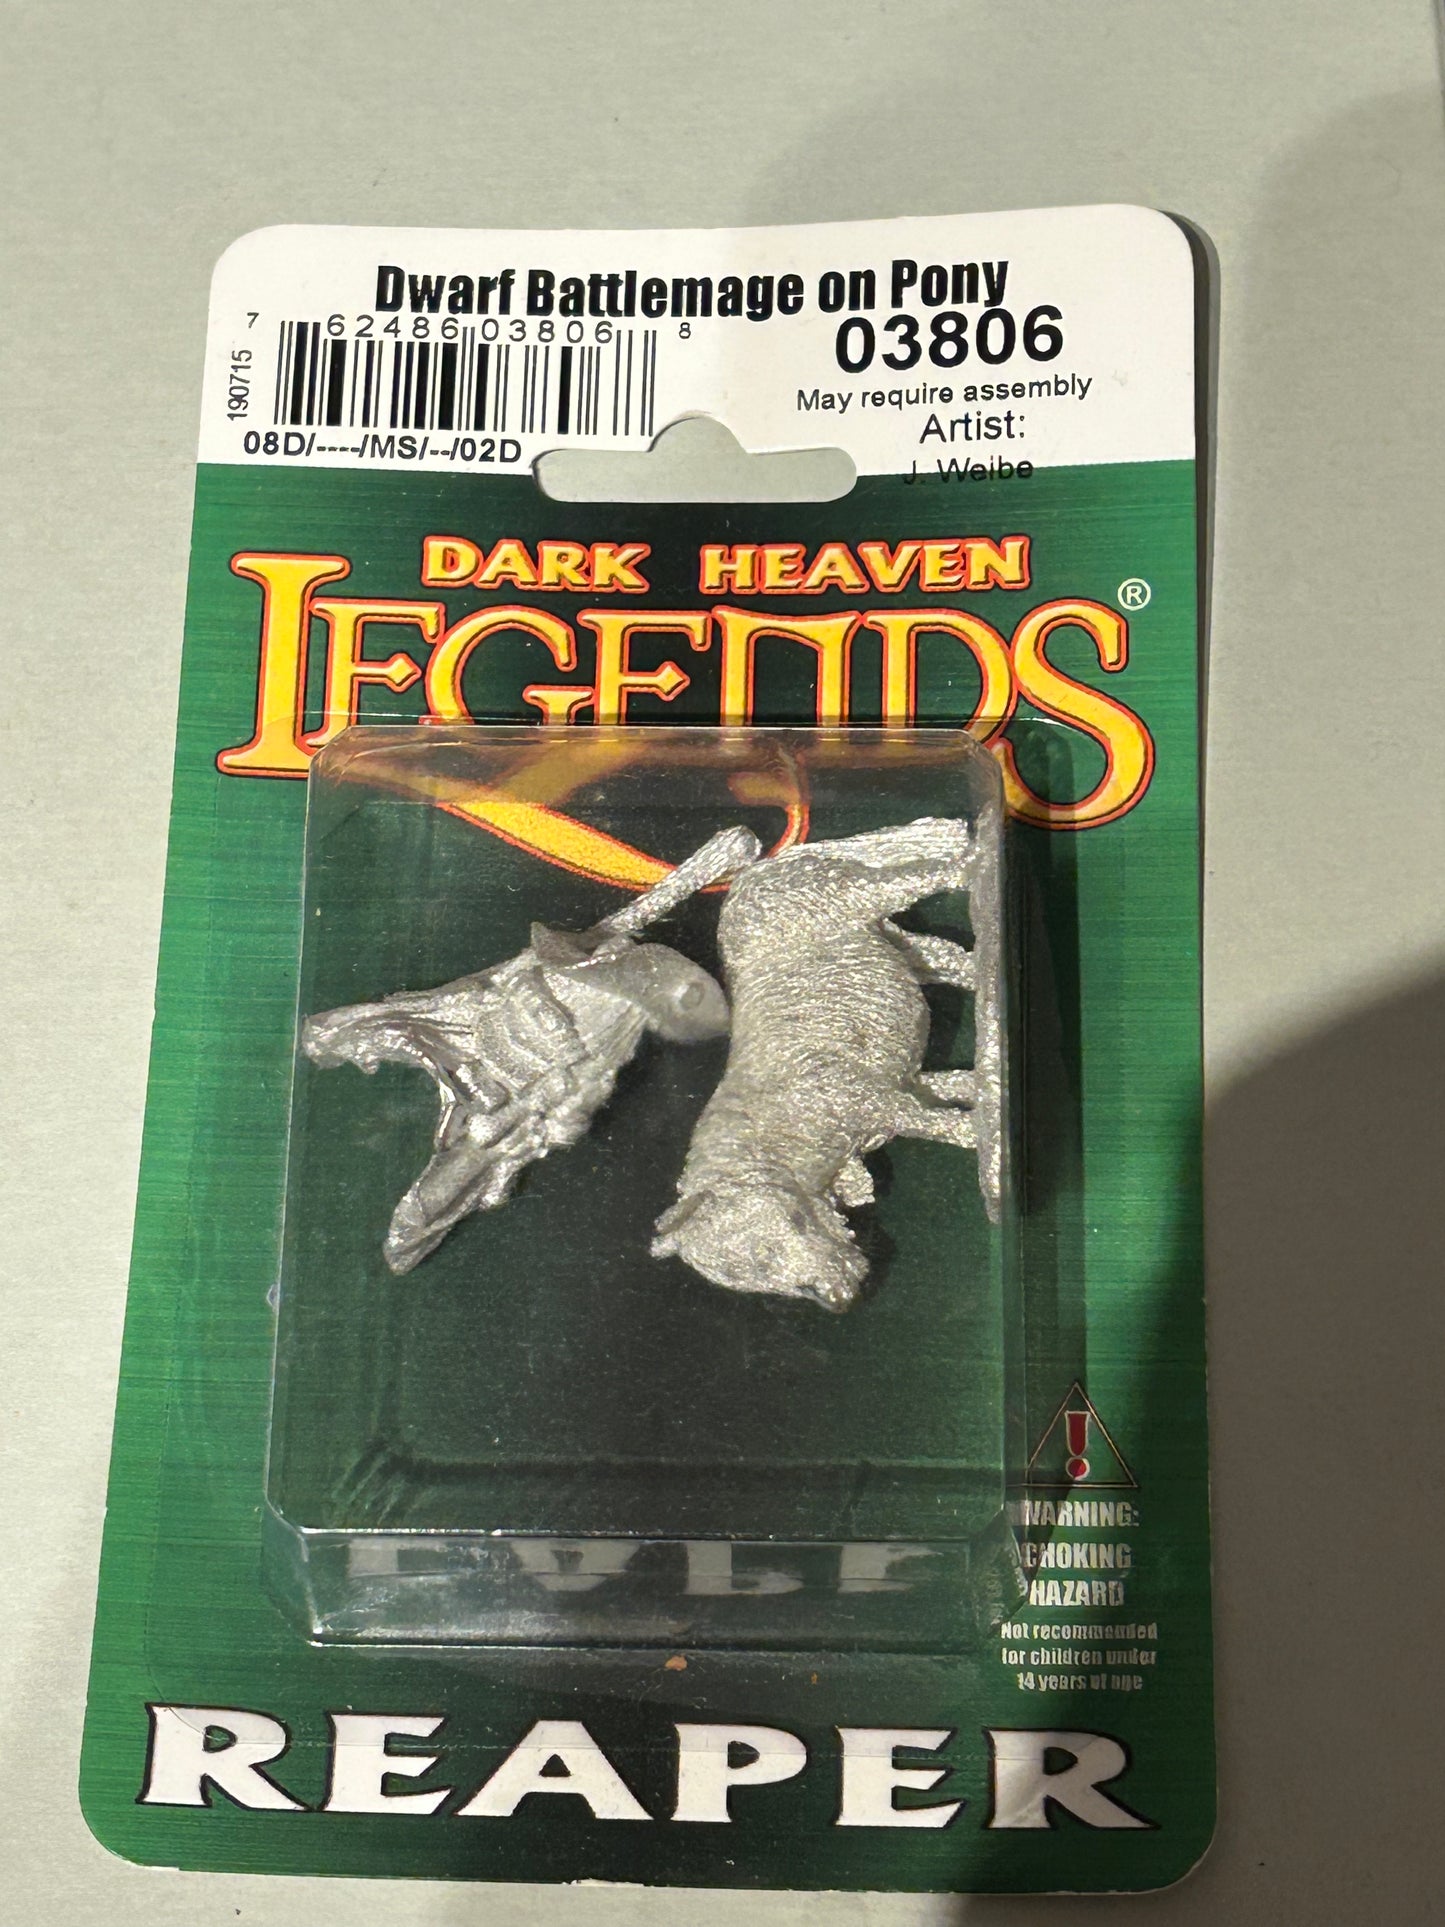 Dwarf Battlemage on Pony
7 62486 03806 8
03806
190715
May require assembly
08D/----/MS/--/02D
Artist:
J. Weibe
DARK HEAVEN
LEGENDS®
WARNING:
CHOKING
HAZARD
Not recommended
for children under
14 years of age
REAPER